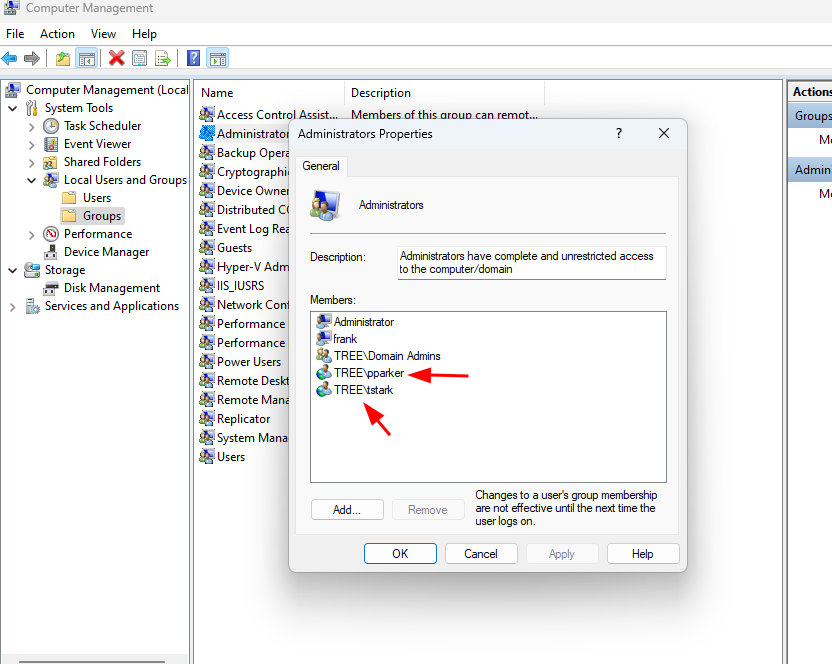 Computer Management
File Action View Help
Computer Management (Local
System Tools
Task Scheduler
Event Viewer
Shared Folders
Local Users and Groups
Users
Groups
Performance
Device Manager
Storage
Disk Management
Services and Applications
Name Description
Access Control Assist... Members of this group can remot...
Administrator
Backup Opera
Cryptographi
Device Owner
Distributed CO
Event Log Rea
Guests
Hyper-V Adm
IIS_IUSRS
Network Conf
Performance
Performance
Power Users
Remote Deskt
Remote Mana
Replicator
System Mana
Users
Administrators Properties ? 
General
Administrators
Description: Administrators have complete and unrestricted access
to the computer/domain
Members:
Administrator
frank
TREE\Domain Admins
TREE\pparker
TREE\tstark
Add... Remove
Changes to a user's group membership
are not effective until the next time the
user logs on.
OK Cancel Apply Help
Actions
Groups
Mo
Admin
Mo